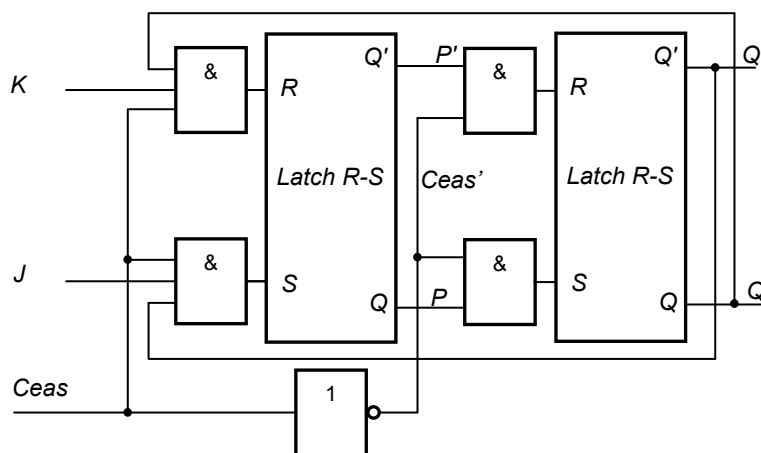 & Q' P' & Q' Q
K R R
Latch R-S Ceas’ Latch R-S
J & S & S
Q P Q Q
Ceas 1